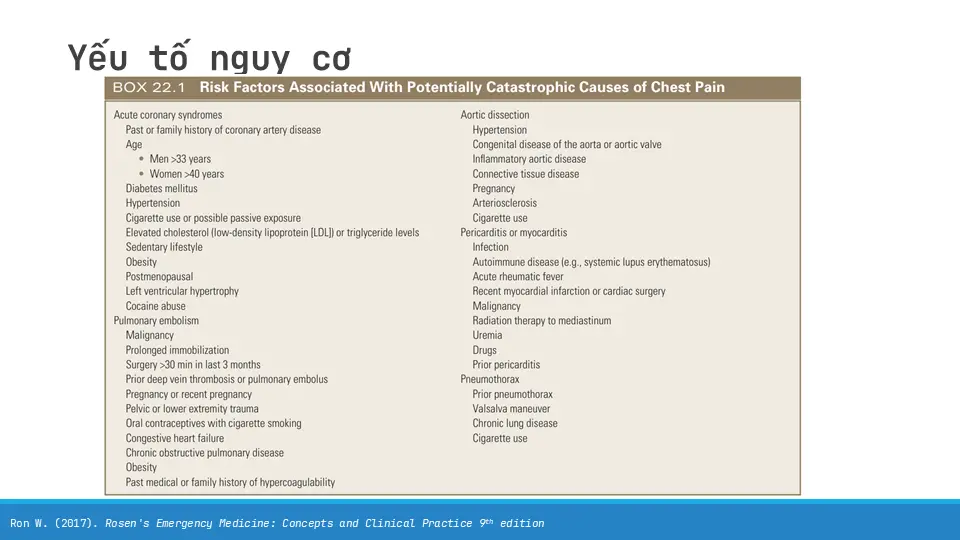 Yếu tố nguy cơ
BOX 22.1 Risk Factors Associated With Potentially Catastrophic Causes of Chest Pain
Acute coronary syndromes
Past or family history of coronary artery disease
Age
• Men >33 years
• Women >40 years
Diabetes mellitus
Hypertension
Cigarette use or possible passive exposure
Elevated cholesterol (low-density lipoprotein [LDL]) or triglyceride levels
Sedentary lifestyle
Obesity
Postmenopausal
Left ventricular hypertrophy
Cocaine abuse
Pulmonary embolism
Malignancy
Prolonged immobilization
Surgery >30 min in last 3 months
Prior deep vein thrombosis or pulmonary embolus
Pregnancy or recent pregnancy
Pelvic or lower extremity trauma
Oral contraceptives with cigarette smoking
Congestive heart failure
Chronic obstructive pulmonary disease
Obesity
Past medical or family history of hypercoagulability
Aortic dissection
Hypertension
Congenital disease of the aorta or aortic valve
Inflammatory aortic disease
Connective tissue disease
Pregnancy
Arteriosclerosis
Cigarette use
Pericarditis or myocarditis
Infection
Autoimmune disease (e.g., systemic lupus erythematosus)
Acute rheumatic fever
Recent myocardial infarction or cardiac surgery
Malignancy
Radiation therapy to mediastinum
Uremia
Drugs
Prior pericarditis
Pneumothorax
Prior pneumothorax
Valsalva maneuver
Chronic lung disease
Cigarette use
Ron W. (2017). Rosen's Emergency Medicine: Concepts and Clinical Practice 9th edition